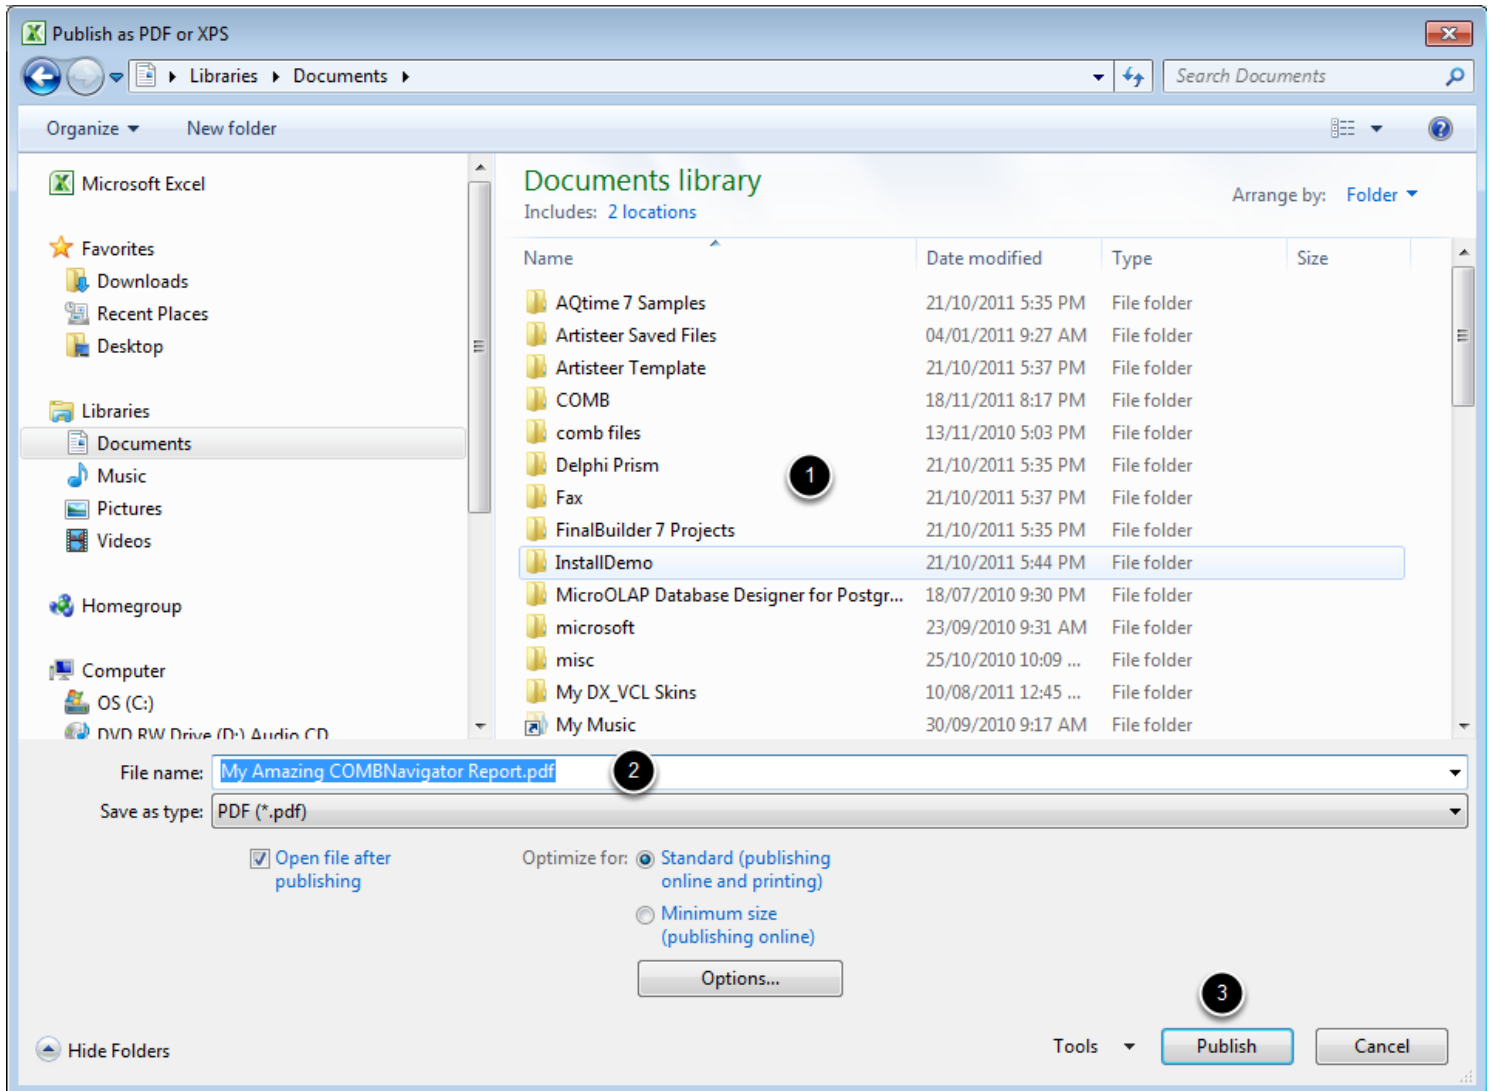 Publish as PDF or XPS
Libraries Documents
Search Documents
Organize
New folder
Microsoft Excel
Favorites
Downloads
Recent Places
Desktop
Libraries
Documents
Music
Pictures
Videos
Homegroup
Computer
OS (C:)
DVD RW Drive (D:) Audio CD
Documents library
Includes: 2 locations
Arrange by: Folder
Name Date modified Type Size
AQtime 7 Samples 21/10/2011 5:35 PM File folder
Artisteer Saved Files 04/01/2011 9:27 AM File folder
Artisteer Template 21/10/2011 5:37 PM File folder
COMB 18/11/2011 8:17 PM File folder
comb files 13/11/2010 5:03 PM File folder
Delphi Prism 21/10/2011 5:35 PM File folder
1
Fax 21/10/2011 5:37 PM File folder
FinalBuilder 7 Projects 21/10/2011 5:35 PM File folder
InstallDemo 21/10/2011 5:44 PM File folder
MicroOLAP Database Designer for Postgr... 18/07/2010 9:30 PM File folder
microsoft 23/09/2010 9:31 AM File folder
misc 25/10/2010 10:09 ... File folder
My DX_VCL Skins 10/08/2011 12:45 ... File folder
My Music 30/09/2010 9:17 AM File folder
File name: My Amazing COMBNavigator Report.pdf 2
Save as type: PDF (*.pdf)
Open file after
publishing
Optimize for: Standard (publishing
online and printing)
Minimum size
(publishing online)
Options...
3
Hide Folders
Tools Publish Cancel